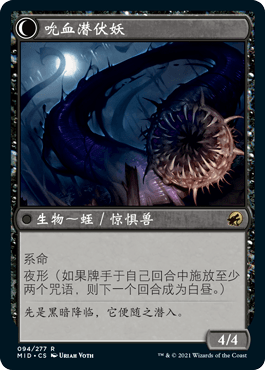 吮血潜伏妖
生物～蛭／惊惧兽
系命
夜形（如果牌手于自己回合中施放至少
两个咒语，则下一个回合成为白昼。）
先是黑暗降临，它便随之潜入。
4/4
094/277 R
MID • CS Uriah Voth
™ & © 2021 Wizards of the Coast